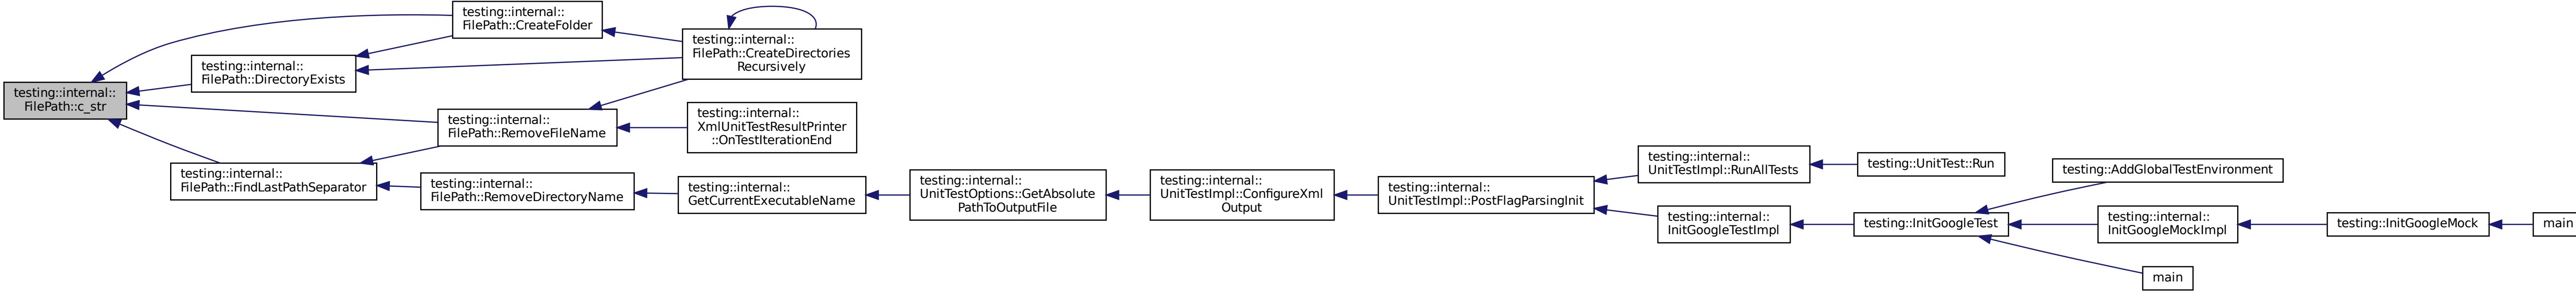 testing::internal::
FilePath::c_str
testing::internal::
FilePath::DirectoryExists
testing::internal::
FilePath::FindLastPathSeparator
testing::internal::
FilePath::CreateFolder
testing::internal::
FilePath::RemoveFileName
testing::internal::
FilePath::RemoveDirectoryName
testing::internal::
FilePath::CreateDirectories
Recursively
testing::internal::
XmlUnitTestResultPrinter
::OnTestIterationEnd
testing::internal::
GetCurrentExecutableName
testing::internal::
UnitTestOptions::GetAbsolute
PathToOutputFile
testing::internal::
UnitTestImpl::ConfigureXml
Output
testing::internal::
UnitTestImpl::PostFlagParsingInit
testing::internal::
UnitTestImpl::RunAllTests
testing::internal::
InitGoogleTestImpl
testing::UnitTest::Run
testing::InitGoogleTest
testing::AddGlobalTestEnvironment
testing::internal::
InitGoogleMockImpl
main
testing::InitGoogleMock
main